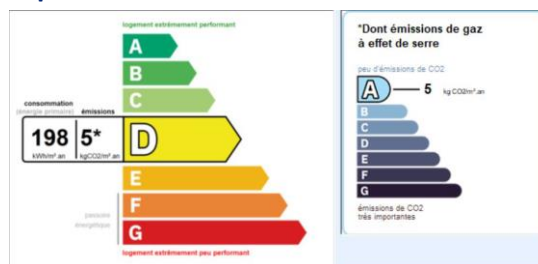 logement extrêmement performant
A
B
C
consommation
(énergie primaire)
émissions
198
5*
D
kWh/m².an
kgCO2/m².an
E
F
passoire
énergétique
G
logement extrêmement peu performant
*Dont émissions de gaz
à effet de serre
peu d'émissions de CO2
A
5
kg CO2/m².an
B
C
D
E
F
G
émissions de CO2
très importantes